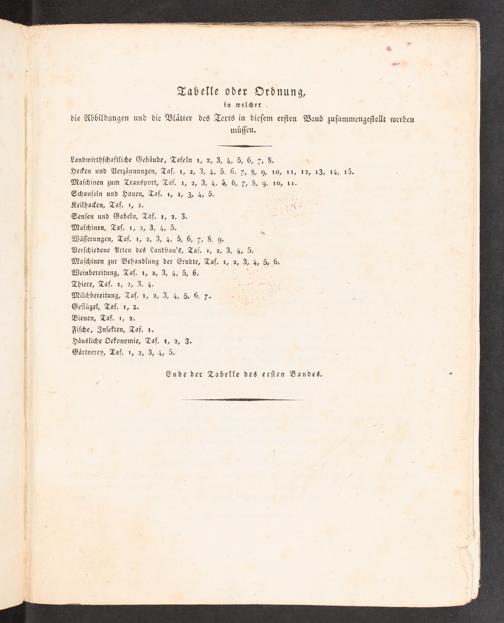 Tabelle oder Ordnung,
in welcher
die Abbildungen und die Blätter des Texts in diesem ersten Band zusammengestellt werden
müssen.
Landwirthschaftliche Gebäude, Tafeln 1, 2, 3, 4, 5, 6, 7, 8.
Hecken und Verzäunungen, Taf. 1, 2, 3, 4, 5. 6. 7, 8, 9, 10, 11, 12, 13, 14, 15.
Maschinen zum Transport, Taf. 1, 2, 3, 4, 5, 6, 7, 8, 9, 10, 11.
Schaufeln und Hauen, Taf. 1, 2, 3, 4, 5.
Keilhacken, Taf. 1, 2.
Sensen und Gabeln, Taf. 1, 2, 3.
Maschinen, Taf. 1, 2, 3, 4, 5.
Wässerungen, Taf. 1, 2, 3, 4, 5, 6, 7, 8, 9.
Verschiedene Arten des Landbau's, Taf. 1, 2, 3, 4, 5.
Maschinen zur Behandlung der Erndte, Taf. 1, 2, 3, 4, 5, 6.
Weinbereitung, Taf. 1, 2, 3, 4, 5, 6.
Thiere, Taf. 1, 2, 3, 4.
Milchbereitung, Taf. 1, 2, 3, 4, 5, 6, 7.
Geflügel, Taf. 1, 2.
Bienen, Taf. 1, 2.
Fische, Insekten, Taf. 1.
Häusliche Oekonomie, Taf. 1, 2, 3.
Gärtnerey, Taf. 1, 2, 3, 4, 5.
Ende der Tabelle des ersten Bandes.